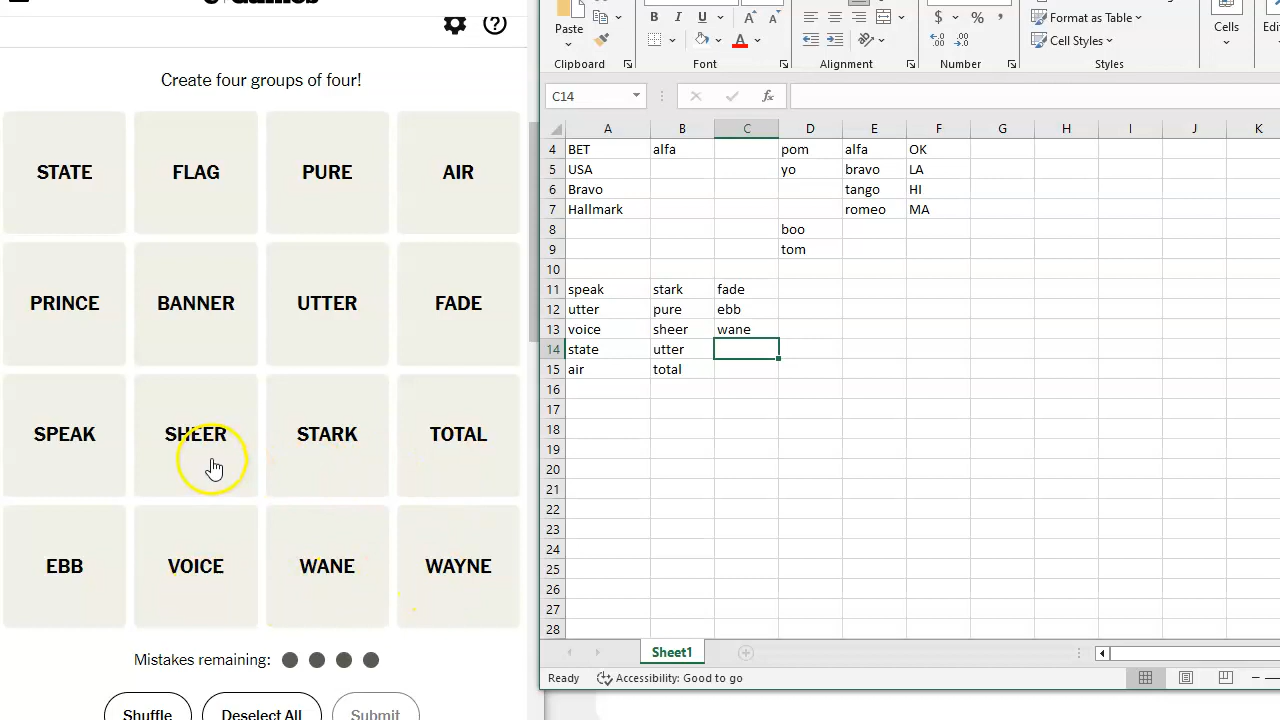 Games
Create four groups of four!
STATE FLAG PURE AIR
PRINCE BANNER UTTER FADE
SPEAK SHEER STARK TOTAL
EBB VOICE WANE WAYNE
Mistakes remaining:
Shuffle Deselect All Submit
Paste
B I U A A
A
$ % ,
Format as Table
Cell Styles
Cells
Clipboard Font Alignment Number Styles
C14 fx
A B C D E F G H I J K
4 BET alfa pom alfa OK
5 USA yo bravo LA
6 Bravo tango HI
7 Hallmark romeo MA
8 boo
9 tom
10
11 speak stark fade
12 utter pure ebb
13 voice sheer wane
14 state utter
15 air total
16
17
18
19
20
21
22
23
24
25
26
27
28
Sheet1
Ready Accessibility: Good to go